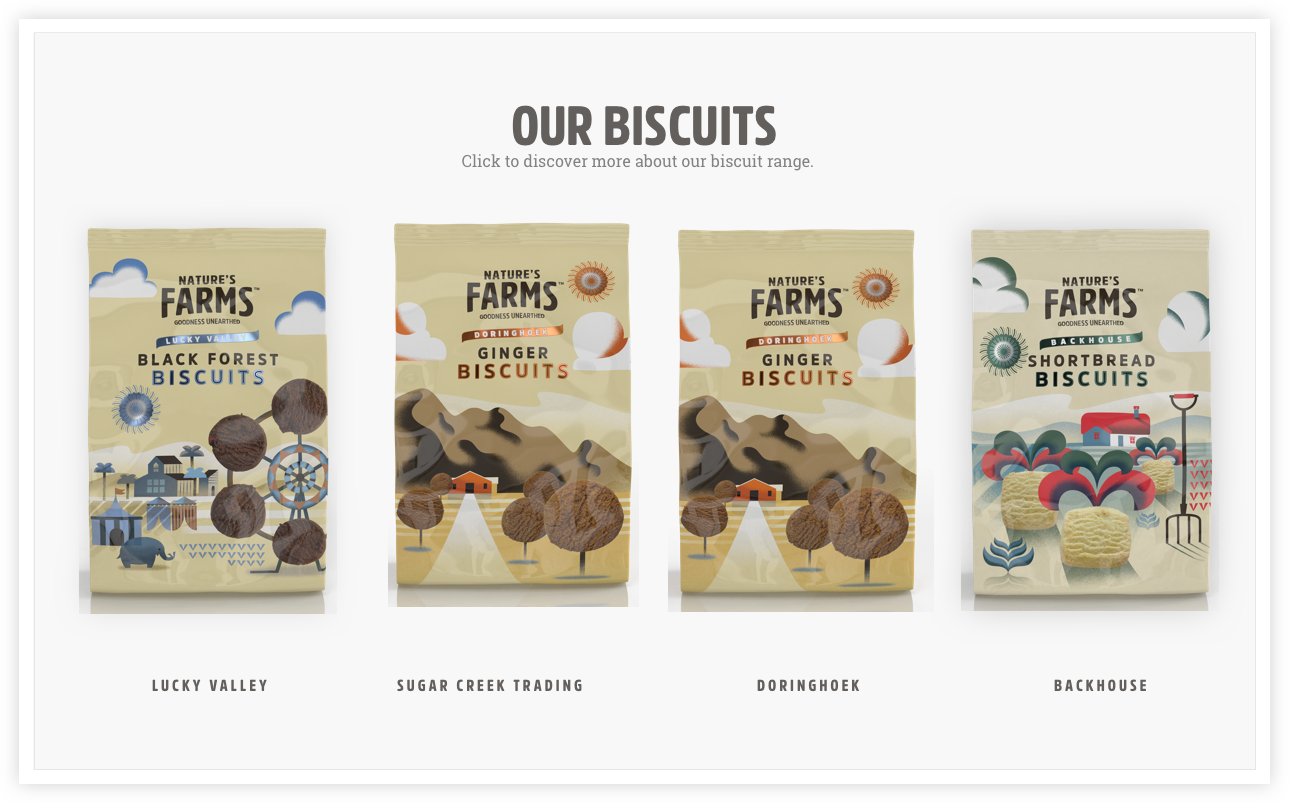 OUR BISCUITS
Click to discover more about our biscuit range.
NATURE'S
FARMS™
GOODNESS UNEARTHED
LUCKY VALLEY
BLACK FOREST
BISCUITS
NATURE'S
FARMS™
GOODNESS UNEARTHED
DORINGHOEK
GINGER
BISCUITS
NATURE'S
FARMS™
GOODNESS UNEARTHED
DORINGHOEK
GINGER
BISCUITS
NATURE'S
FARMS™
GOODNESS UNEARTHED
BACKHOUSE
SHORTBREAD
BISCUITS
LUCKY VALLEY
SUGAR CREEK TRADING
DORINGHOEK
BACKHOUSE